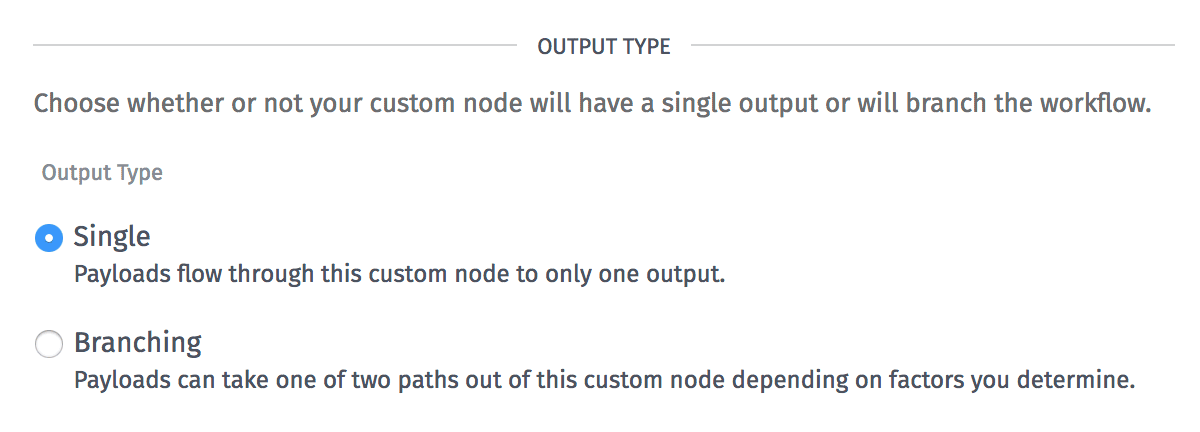 OUTPUT TYPE
Choose whether or not your custom node will have a single output or will branch the workflow.
Output Type
Single
Payloads flow through this custom node to only one output.
Branching
Payloads can take one of two paths out of this custom node depending on factors you determine.